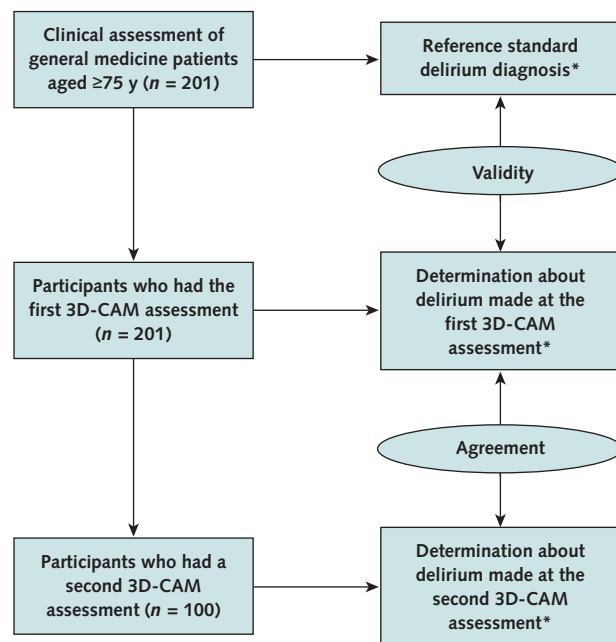 Clinical assessment of
general medicine patients
aged ≥75 y (n = 201)
Reference standard
delirium diagnosis*
Validity
Participants who had the
first 3D-CAM assessment
(n = 201)
Determination about
delirium made at the
first 3D-CAM
assessment*
Agreement
Participants who had a
second 3D-CAM
assessment (n = 100)
Determination about
delirium made at the
second 3D-CAM
assessment*